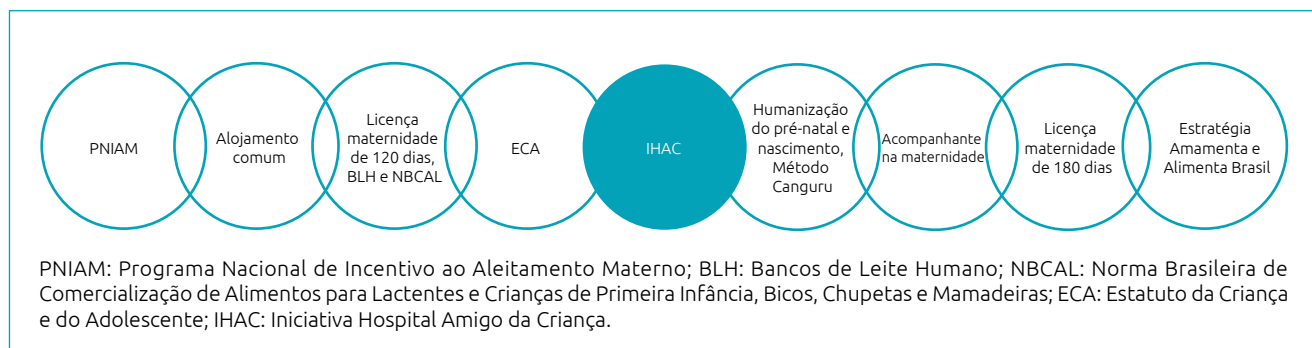 PNIAM
Alojamento
comum
Licença
maternidade
de 120 dias,
BLH e NBCAL
ECA
IHAC
Humanização
do pré-natal e
nascimento,
Método
Canguru
Acompanhante
na maternidade
Licença
maternidade
de 180 dias
Estratégia
Amamenta e
Alimenta Brasil
PNIAM: Programa Nacional de Incentivo ao Aleitamento Materno; BLH: Bancos de Leite Humano; NBCAL: Norma Brasileira de
Comercialização de Alimentos para Lactentes e Crianças de Primeira Infância, Bicos, Chupetas e Mamadeiras; ECA: Estatuto da Criança
e do Adolescente; IHAC: Iniciativa Hospital Amigo da Criança.